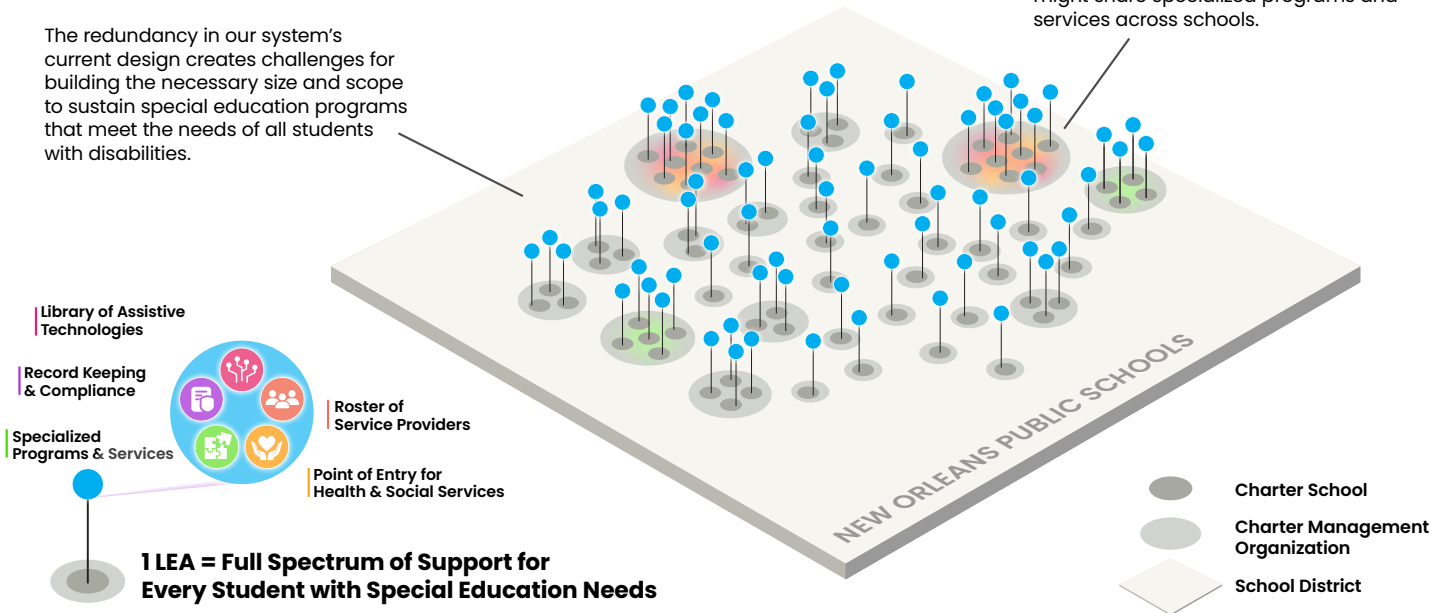 might share specialized programs and
services across schools.
The redundancy in our system's
current design creates challenges for
building the necessary size and scope
to sustain special education programs
that meet the needs of all students
with disabilities.
Library of Assistive
Technologies
Record Keeping
& Compliance
Specialized
Programs & Services
Roster of
Service Providers
Point of Entry for
Health & Social Services
1 LEA = Full Spectrum of Support for
Every Student with Special Education Needs
NEW ORLEANS PUBLIC SCHOOLS
Charter School
Charter Management
Organization
School District